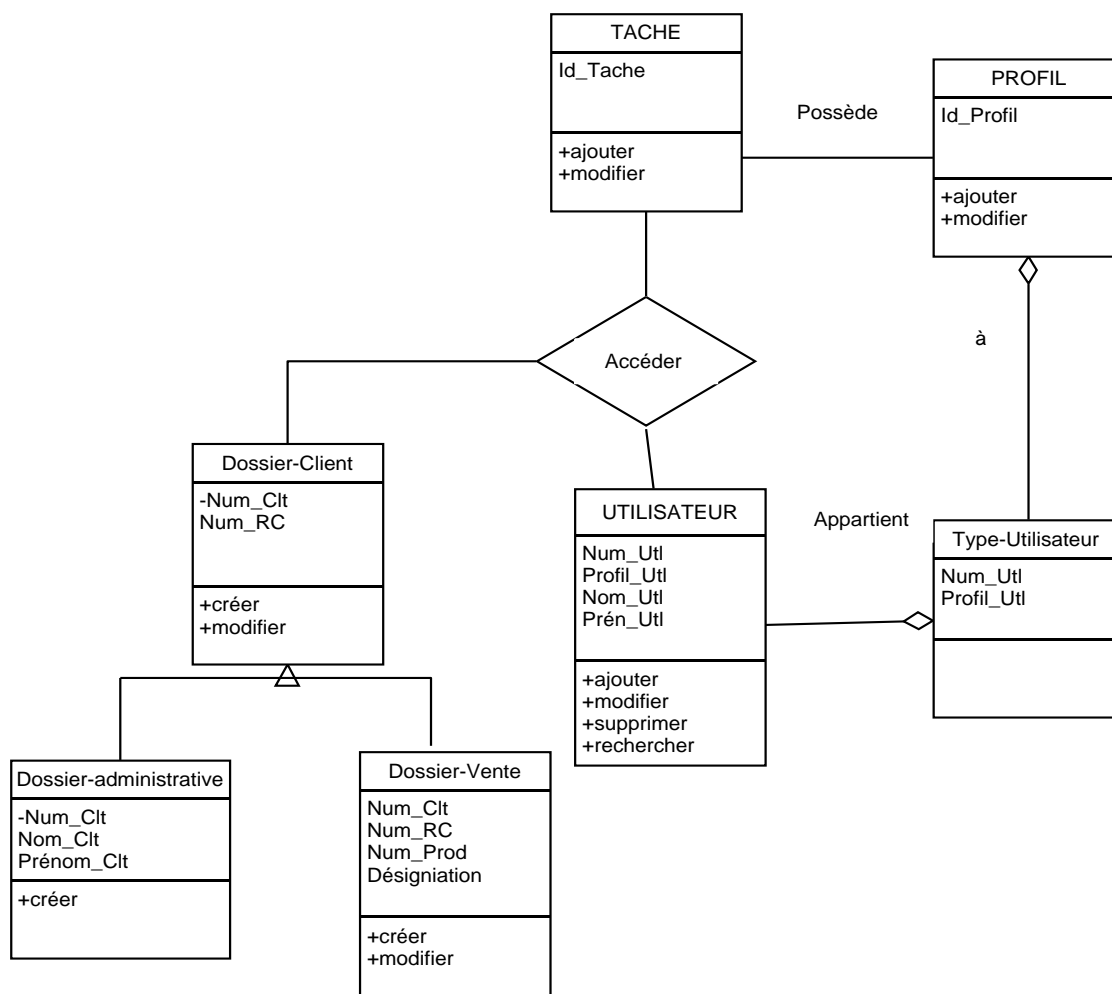 TACHE
Id_Tache
+ajouter
+modifier
PROFIL
Id_Profil
+ajouter
+modifier
Possède
à
Accéder
Dossier-Client
-Num_Clt
Num_RC
+créer
+modifier
UTILISATEUR
Num_Utl
Profil_Utl
Nom_Utl
Prén_Utl
+ajouter
+modifier
+supprimer
+rechercher
Appartient
Type-Utilisateur
Num_Utl
Profil_Utl
Dossier-administrative
-Num_Clt
Nom_Clt
Prénom_Clt
+créer
Dossier-Vente
Num_Clt
Num_RC
Num_Prod
Désigniation
+créer
+modifier